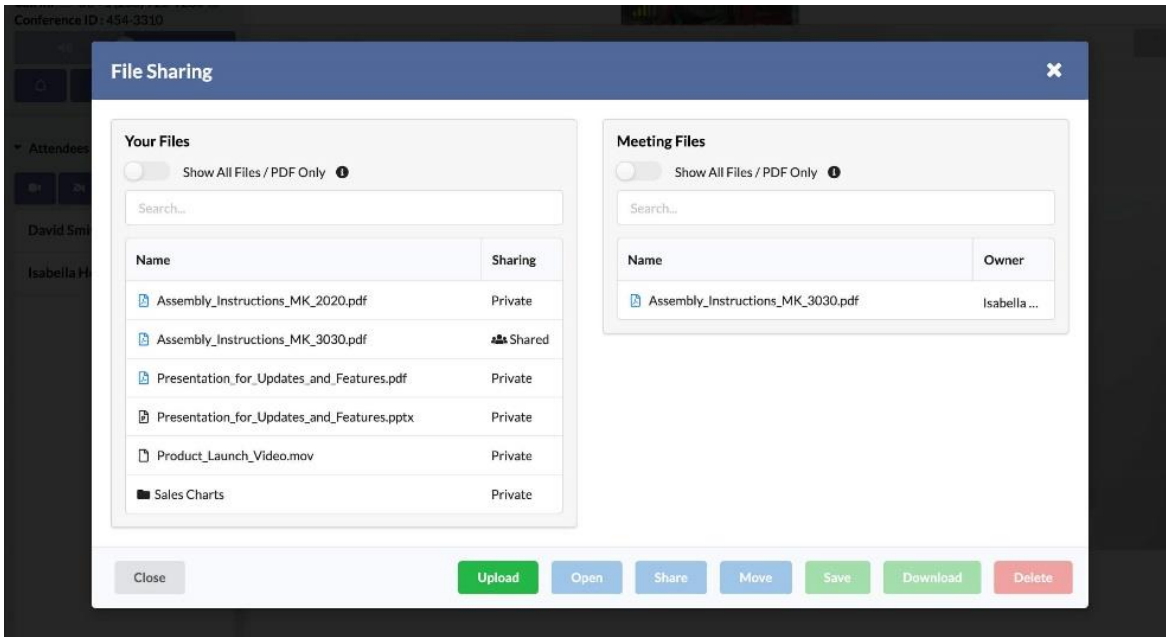 Conference ID : 454-3310
File Sharing
Attendees
David Smi
Isabella H
Your Files
Show All Files / PDF Only
Search...
Name Sharing
Assembly_Instructions_MK_2020.pdf Private
Assembly_Instructions_MK_3030.pdf Shared
Presentation_for_Updates_and_Features.pdf Private
Presentation_for_Updates_and_Features.pptx Private
Product_Launch_Video.mov Private
Sales Charts Private
Meeting Files
Show All Files / PDF Only
Search...
Name Owner
Assembly_Instructions_MK_3030.pdf Isabella ...
Close Upload Open Share Move Save Download Delete